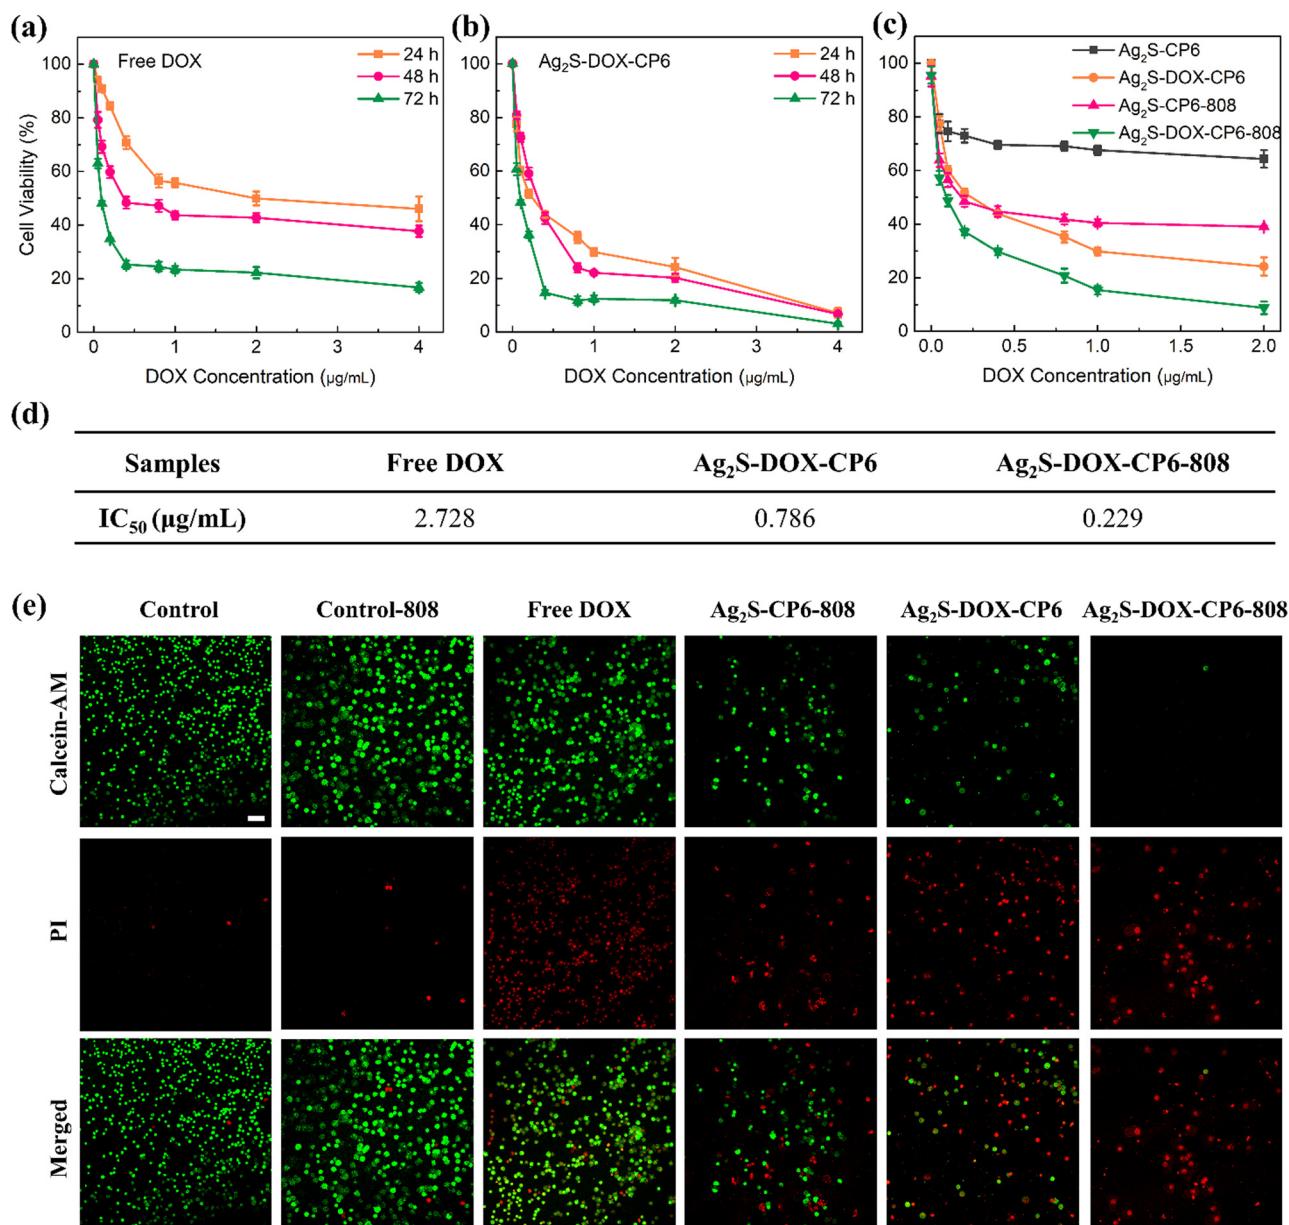 (a)
Free DOX
24 h
48 h
72 h
100
80
60
40
20
0
Cell Viability (%)
0 1 2 3 4
DOX Concentration (µg/mL)
(b)
Ag₂S-DOX-CP6
24 h
48 h
72 h
100
80
60
40
20
0
0 1 2 3 4
DOX Concentration (µg/mL)
(c)
Ag₂S-CP6
Ag₂S-DOX-CP6
Ag₂S-CP6-808
Ag₂S-DOX-CP6-808
100
80
60
40
20
0
0.0 0.5 1.0 1.5 2.0
DOX Concentration (µg/mL)
(d)
Samples Free DOX Ag₂S-DOX-CP6 Ag₂S-DOX-CP6-808
IC₅₀ (µg/mL) 2.728 0.786 0.229
(e)
Control Control-808 Free DOX Ag₂S-CP6-808 Ag₂S-DOX-CP6 Ag₂S-DOX-CP6-808
Calcein-AM
PI
Merged